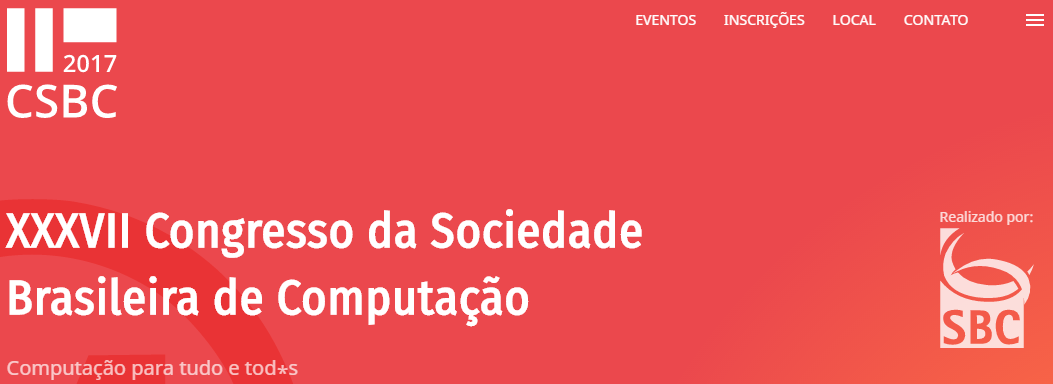 EVENTOS INSCRIÇÕES LOCAL CONTATO
2017
CSBC
XXXVII Congresso da Sociedade
Brasileira de Computação
Computação para tudo e tod*s
Realizado por:
SBC